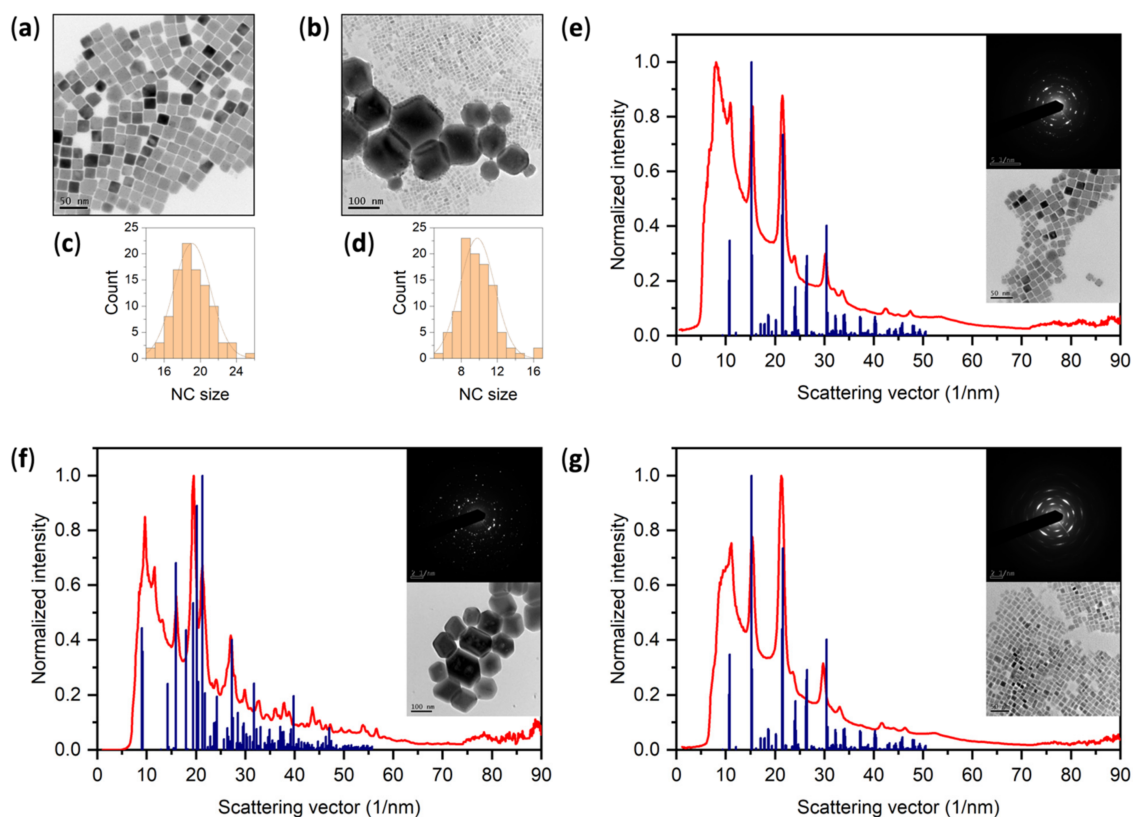 (a)
50 nm
(b)
100 nm
(c)
Count
25
20
15
10
5
0
16 20 24
NC size
(d)
Count
25
20
15
10
5
0
8 12 16
NC size
(e)
Normalized intensity
1.0
0.8
0.6
0.4
0.2
0.0
0 10 20 30 40 50 60 70 80 90
Scattering vector (1/nm)
50 nm
(f)
Normalized intensity
1.0
0.8
0.6
0.4
0.2
0.0
0 10 20 30 40 50 60 70 80 90
Scattering vector (1/nm)
100 nm
(g)
Normalized intensity
1.0
0.8
0.6
0.4
0.2
0.0
0 10 20 30 40 50 60 70 80 90
Scattering vector (1/nm)